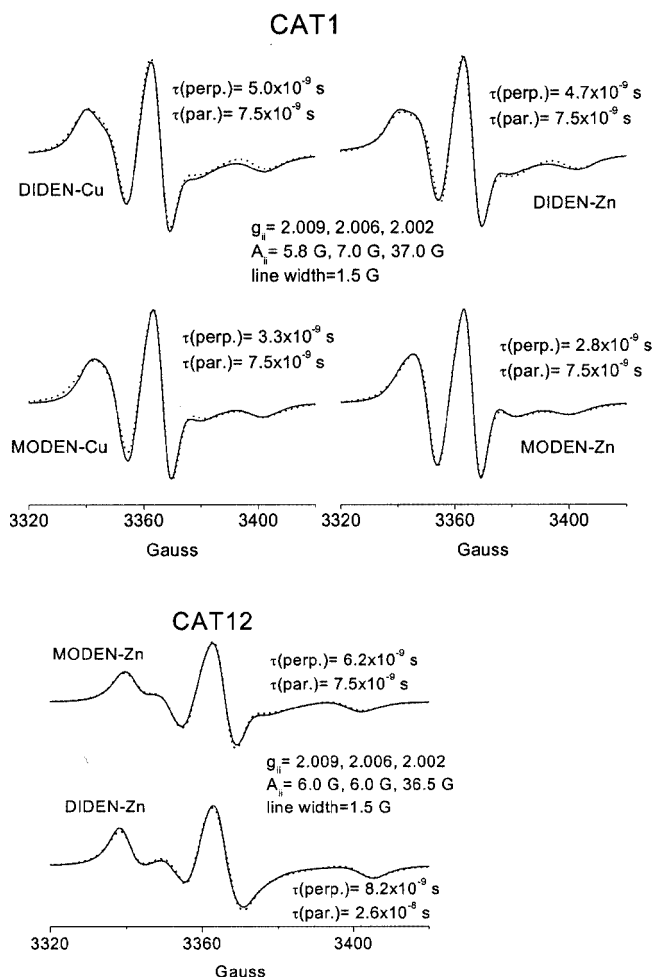 CAT1
τ(perp.)= 5.0x10⁻⁹ s
τ(par.)= 7.5x10⁻⁹ s
DIDEN-Cu
τ(perp.)= 4.7x10⁻⁹ s
τ(par.)= 7.5x10⁻⁹ s
DIDEN-Zn
g_ii= 2.009, 2.006, 2.002
A_ii= 5.8 G, 7.0 G, 37.0 G
line width=1.5 G
τ(perp.)= 3.3x10⁻⁹ s
τ(par.)= 7.5x10⁻⁹ s
MODEN-Cu
τ(perp.)= 2.8x10⁻⁹ s
τ(par.)= 7.5x10⁻⁹ s
MODEN-Zn
3320 3360 3400
Gauss
3320 3360 3400
Gauss
CAT12
MODEN-Zn
τ(perp.)= 6.2x10⁻⁹ s
τ(par.)= 7.5x10⁻⁹ s
g_ii= 2.009, 2.006, 2.002
A_ii= 6.0 G, 6.0 G, 36.5 G
line width=1.5 G
DIDEN-Zn
τ(perp.)= 8.2x10⁻⁹ s
τ(par.)= 2.6x10⁻⁸ s
3320 3360 3400
Gauss